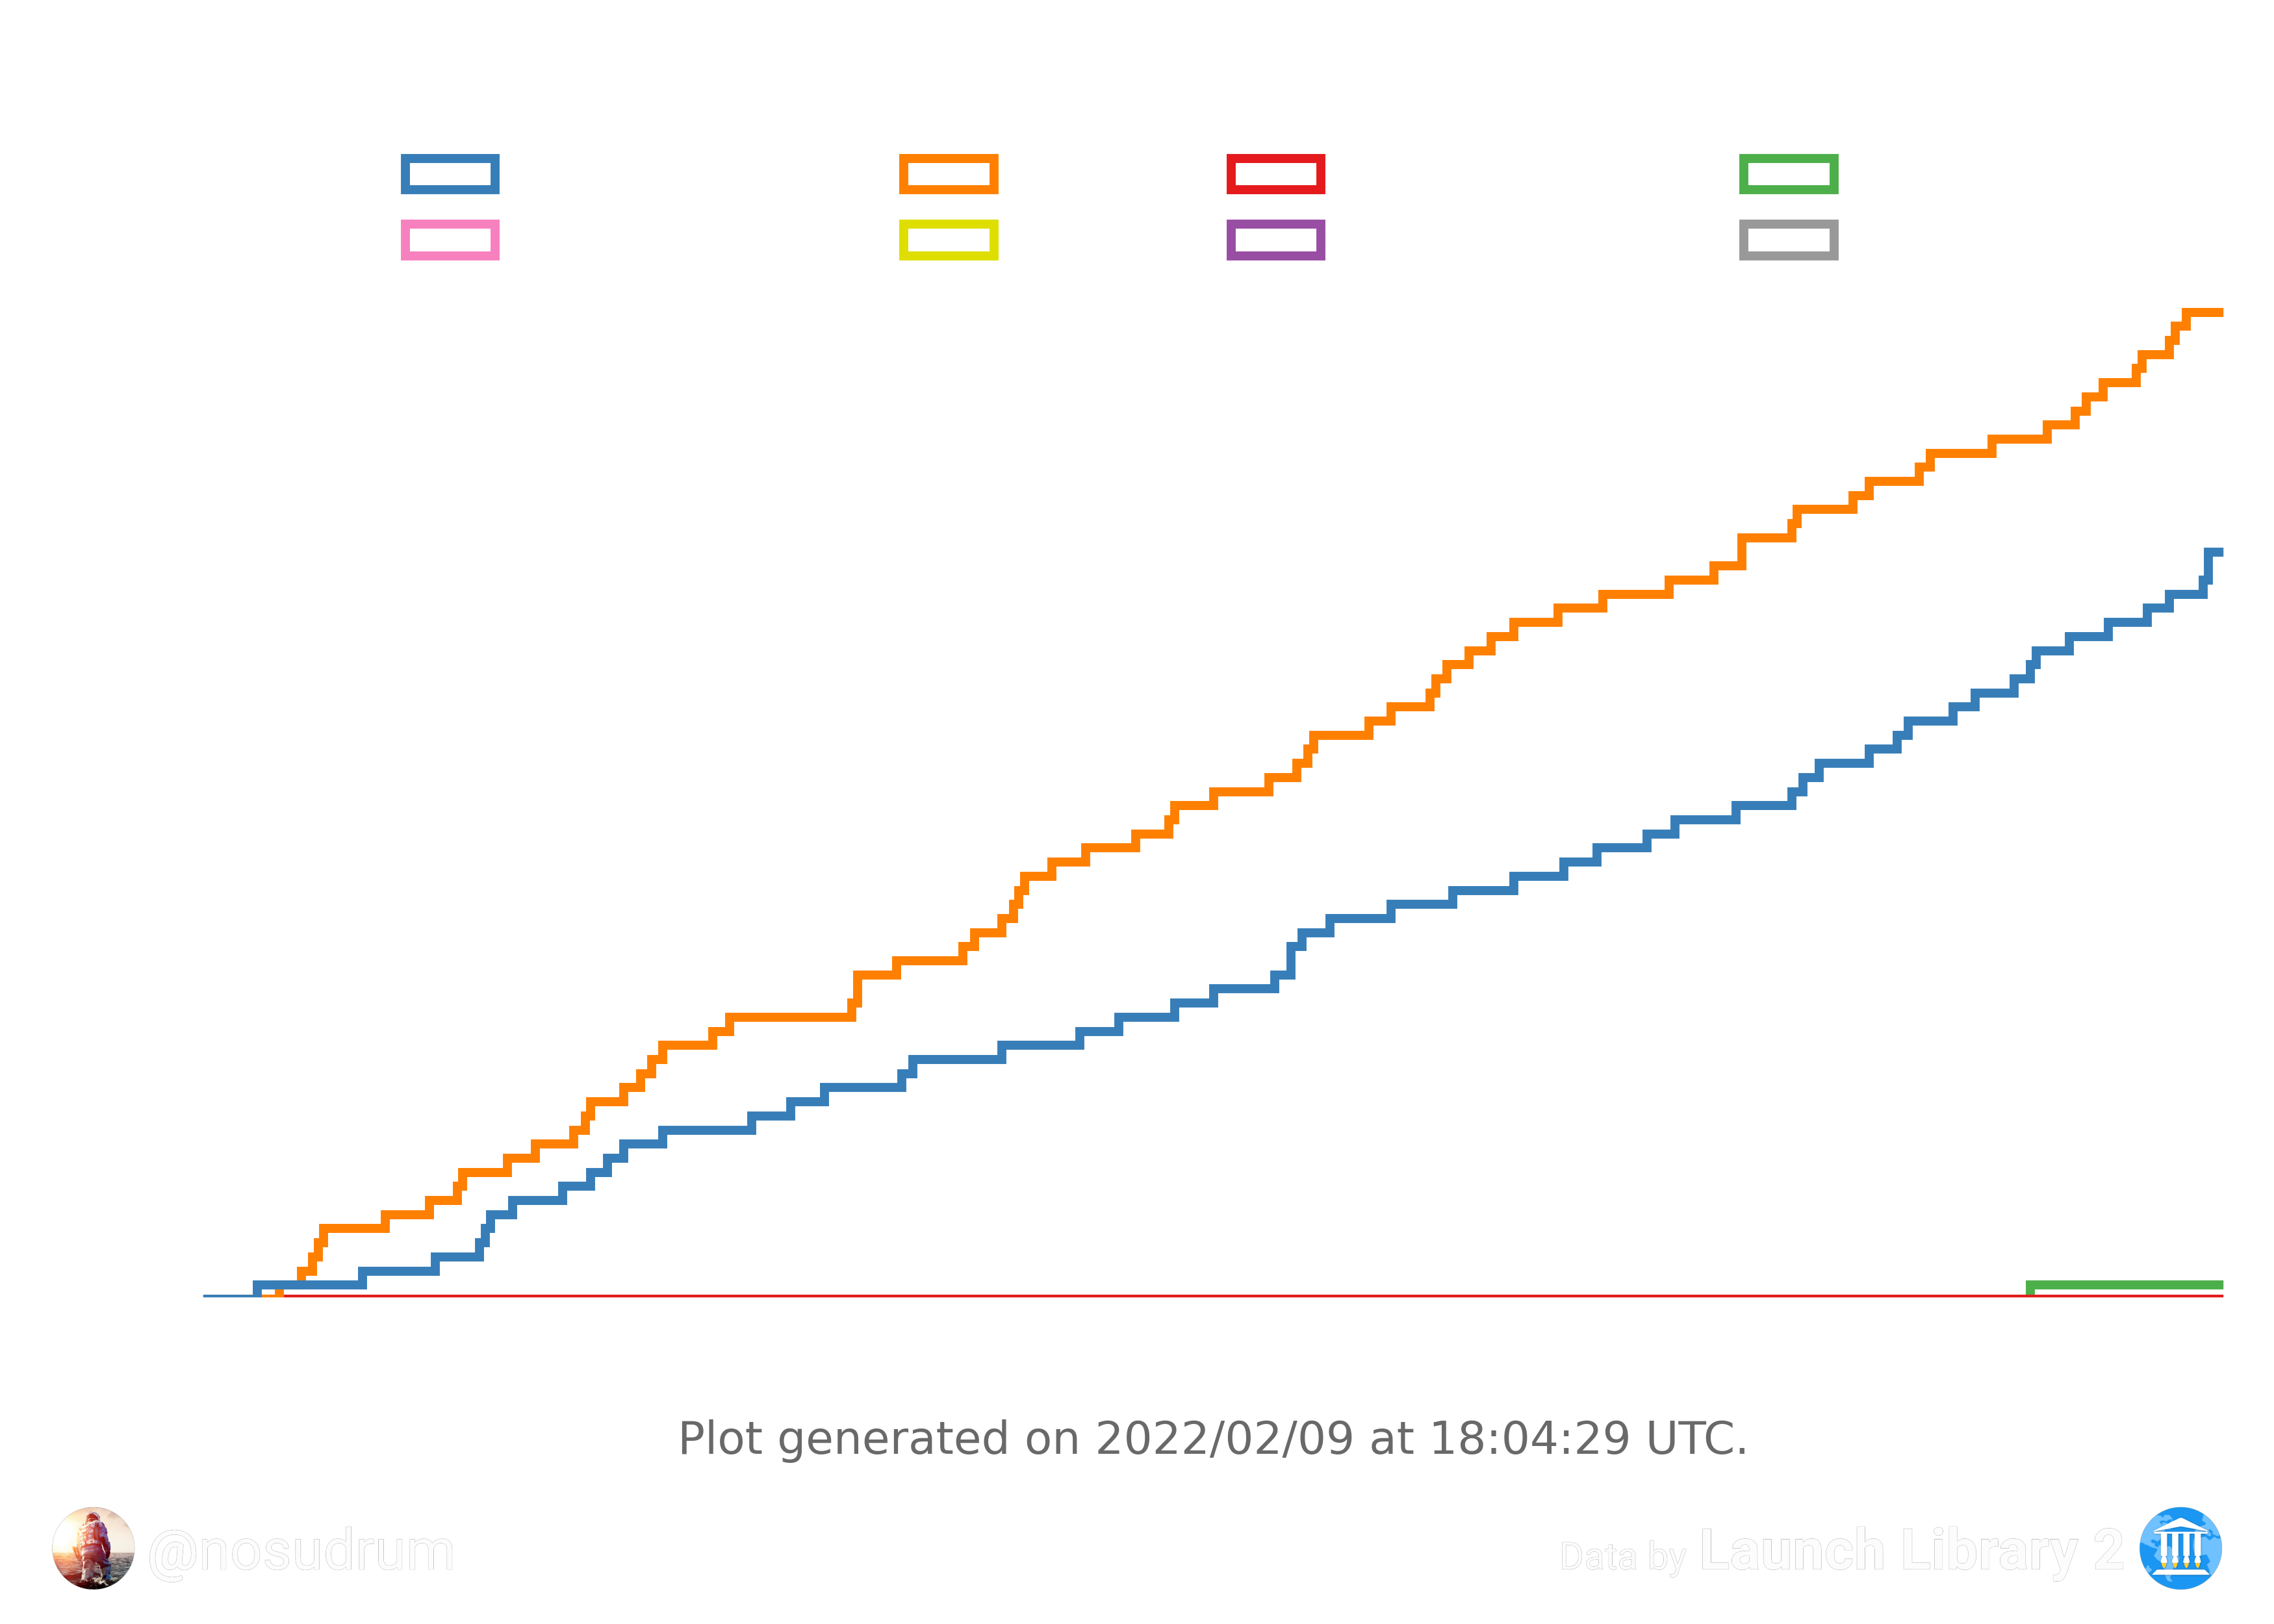 Plot generated on 2022/02/09 at 18:04:29 UTC.
@nosudrum
Data by Launch Library 2